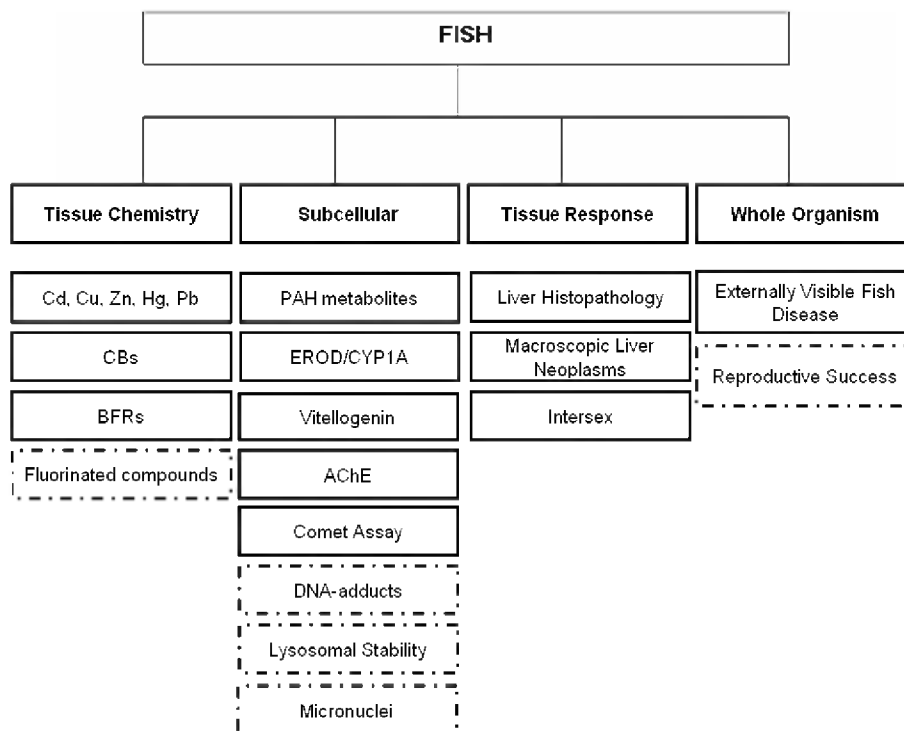 FISH
Tissue Chemistry
Cd, Cu, Zn, Hg, Pb
CBs
BFRs
Fluorinated compounds
Subcellular
PAH metabolites
EROD/CYP1A
Vitellogenin
AChE
Comet Assay
DNA-adducts
Lysosomal Stability
Micronuclei
Tissue Response
Liver Histopathology
Macroscopic Liver
Neoplasms
Intersex
Whole Organism
Externally Visible Fish
Disease
Reproductive Success